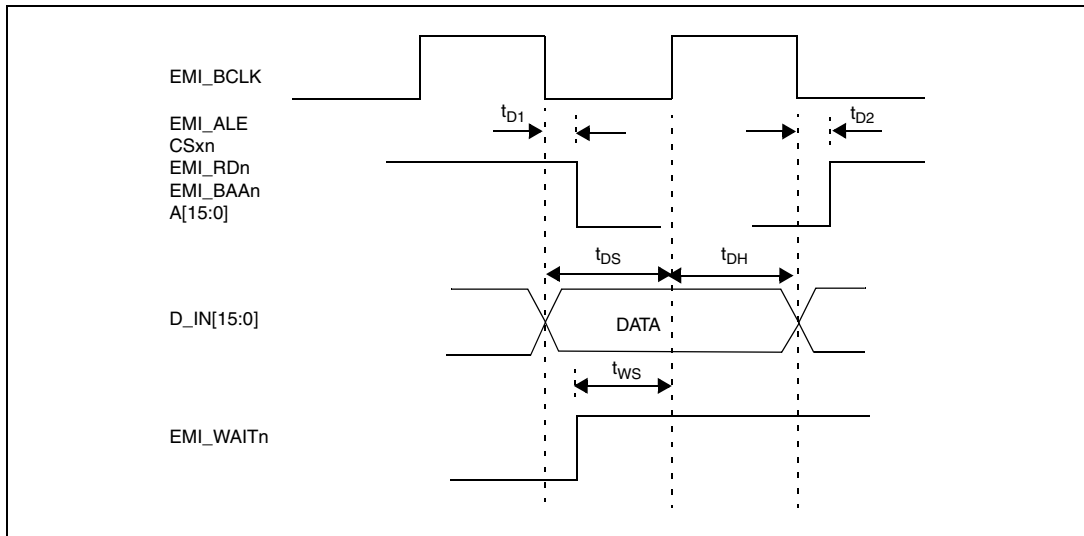 EMI_BCLK
EMI_ALE
CSxn
EMI_RDn
EMI_BAAn
A[15:0]
tD1
tD2
tDS
tDH
D_IN[15:0]
DATA
tWS
EMI_WAITn